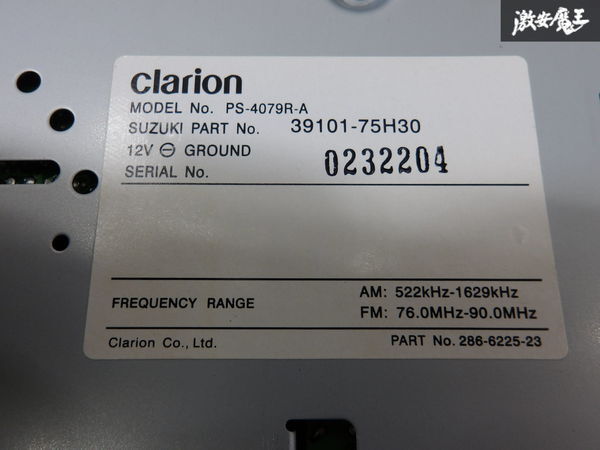 激安魔王
clarion
MODEL No. PS-4079R-A
SUZUKI PART No. 39101-75H30
12V ⊖ GROUND
SERIAL No. 0232204
FREQUENCY RANGE
AM: 522kHz-1629kHz
FM: 76.0MHz-90.0MHz
Clarion Co., Ltd. PART No. 286-6225-23